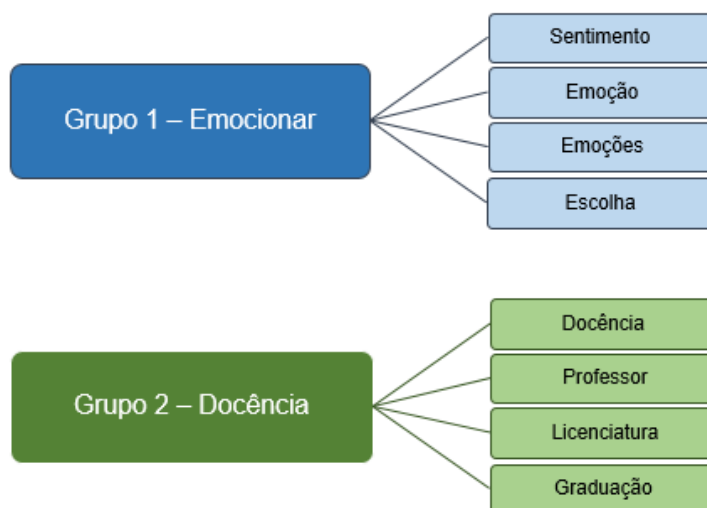 Grupo 1 – Emocionar
Sentimento
Emoção
Emoções
Escolha
Grupo 2 – Docência
Docência
Professor
Licenciatura
Graduação